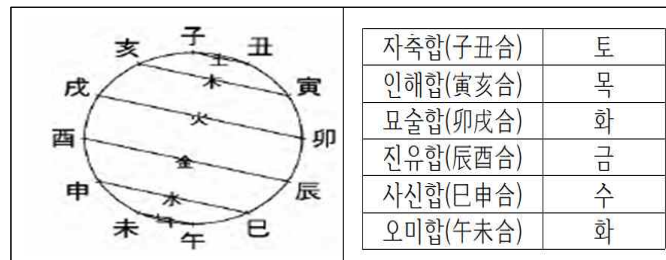 子
亥 丑
土
戌 木 寅
火
酉 卯
金
申 辰
水
未 巳
午
자축합(子丑合) 토
인해합(寅亥合) 목
묘술합(卯戌合) 화
진유합(辰酉合) 금
사신합(巳申合) 수
오미합(午未合) 화